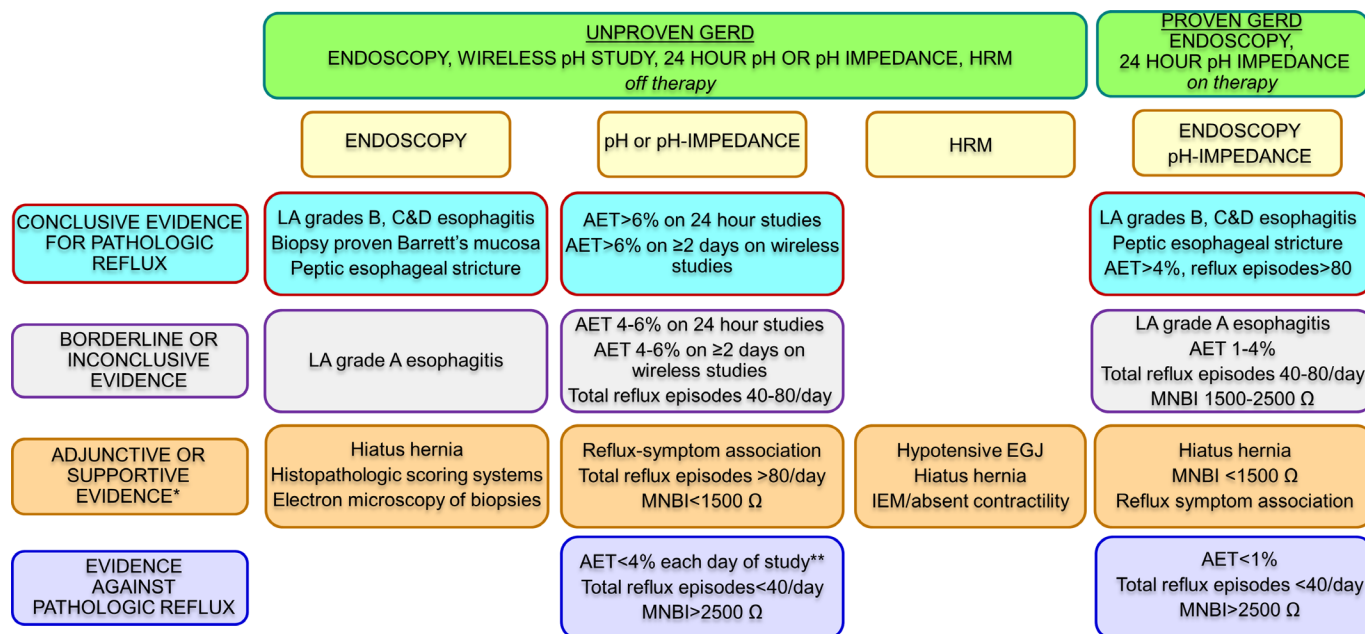 UNPROVEN GERD
ENDOSCOPY, WIRELESS pH STUDY, 24 HOUR pH OR pH IMPEDANCE, HRM
off therapy
PROVEN GERD
ENDOSCOPY,
24 HOUR pH IMPEDANCE
on therapy
ENDOSCOPY
pH or pH-IMPEDANCE
HRM
ENDOSCOPY
pH-IMPEDANCE
CONCLUSIVE EVIDENCE
FOR PATHOLOGIC
REFLUX
LA grades B, C&D esophagitis
Biopsy proven Barrett's mucosa
Peptic esophageal stricture
AET>6% on 24 hour studies
AET>6% on ≥2 days on wireless
studies
LA grades B, C&D esophagitis
Peptic esophageal stricture
AET>4%, reflux episodes>80
BORDERLINE OR
INCONCLUSIVE
EVIDENCE
LA grade A esophagitis
AET 4-6% on 24 hour studies
AET 4-6% on ≥2 days on
wireless studies
Total reflux episodes 40-80/day
LA grade A esophagitis
AET 1-4%
Total reflux episodes 40-80/day
MNBI 1500-2500 Ω
ADJUNCTIVE OR
SUPPORTIVE
EVIDENCE*
Hiatus hernia
Histopathologic scoring systems
Electron microscopy of biopsies
Reflux-symptom association
Total reflux episodes >80/day
MNBI<1500 Ω
Hypotensive EGJ
Hiatus hernia
IEM/absent contractility
Hiatus hernia
MNBI <1500 Ω
Reflux symptom association
EVIDENCE
AGAINST
PATHOLOGIC REFLUX
AET<4% each day of study**
Total reflux episodes<40/day
MNBI>2500 Ω
AET<1%
Total reflux episodes <40/day
MNBI>2500 Ω